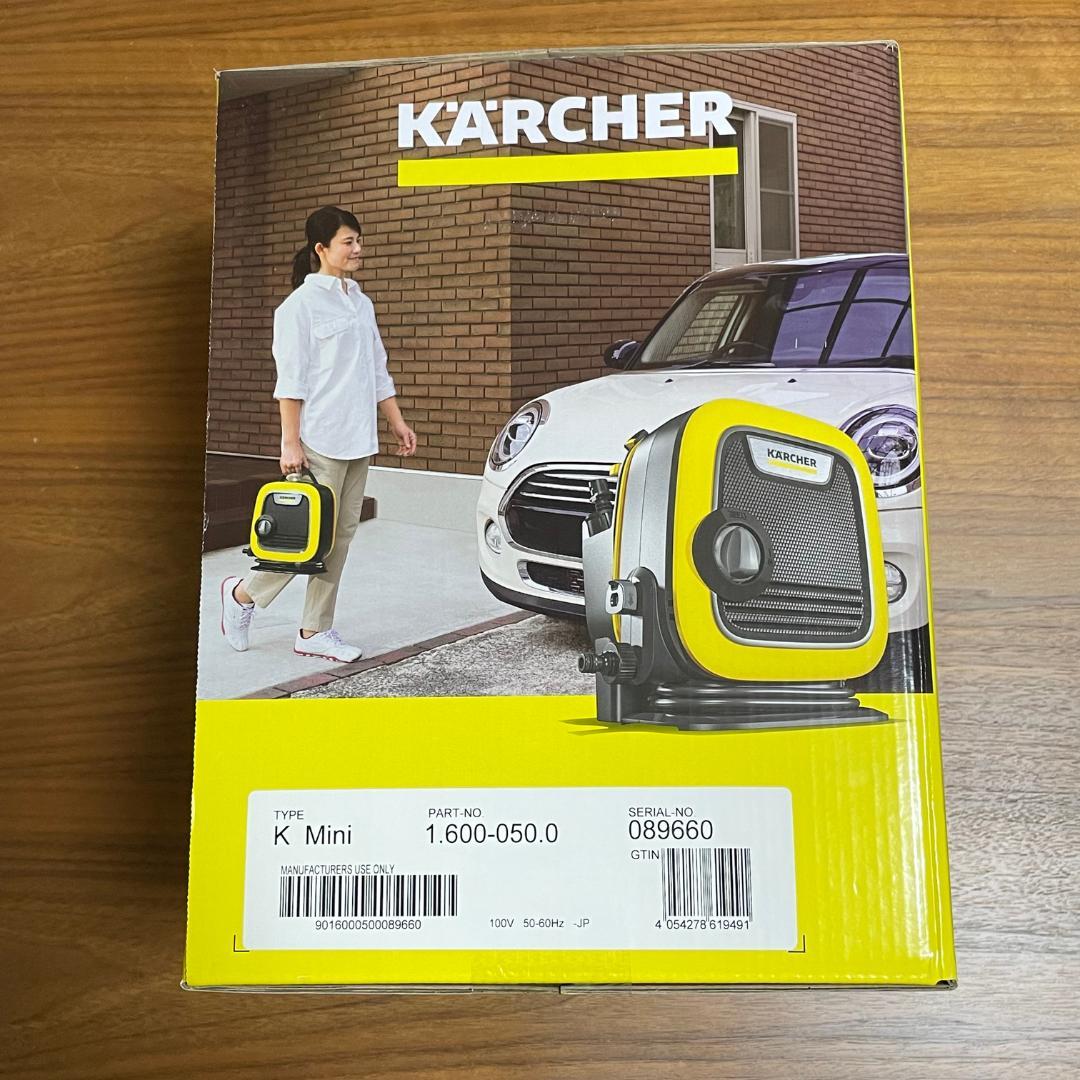 KÄRCHER
KÄRCHER
KÄRCHER
TYPE
K Mini
PART-NO.
1.600-050.0
SERIAL-NO.
089660
GTIN
MANUFACTURERS USE ONLY
9016000500089660
100V 50-60Hz -JP
4 054278 619491